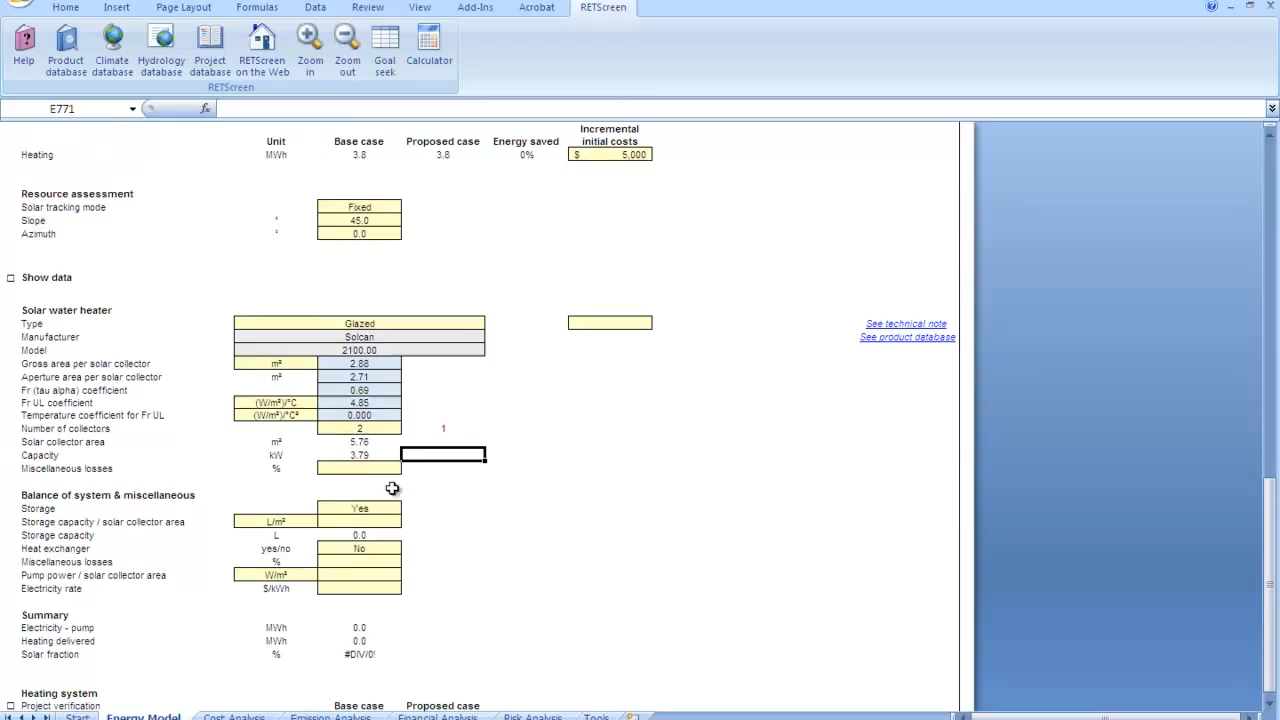 Home Insert Page Layout Formulas Data Review View Add-Ins Acrobat RETScreen
Help Product database Climate database Hydrology database Project database RETScreen on the Web Zoom in Zoom out Goal seek Calculator
RETScreen
E771 fx
Unit Base case Proposed case Energy saved Incremental initial costs
Heating MWh 3.8 3.8 0% $ 5,000
Resource assessment
Solar tracking mode Fixed
Slope ° 45.0
Azimuth ° 0.0
Show data
Solar water heater
Type Glazed See technical note
Manufacturer Solcan See product database
Model 2100.00
Gross area per solar collector m² 2.88
Aperture area per solar collector m² 2.71
Fr (tau alpha) coefficient 0.69
Fr UL coefficient (W/m²)/°C 4.85
Temperature coefficient for Fr UL (W/m²)/°C² 0.000
Number of collectors 2 1
Solar collector area m² 5.76
Capacity kW 3.79
Miscellaneous losses %
Balance of system & miscellaneous
Storage Yes
Storage capacity / solar collector area L/m²
Storage capacity L 0.0
Heat exchanger yes/no No
Miscellaneous losses %
Pump power / solar collector area W/m²
Electricity rate $/kWh
Summary
Electricity - pump MWh 0.0
Heating delivered MWh 0.0
Solar fraction % #DIV/0!
Heating system
Project verification Base case Proposed case
Start Energy Model Cost Analysis Emission Analysis Financial Analysis Risk Analysis Tools